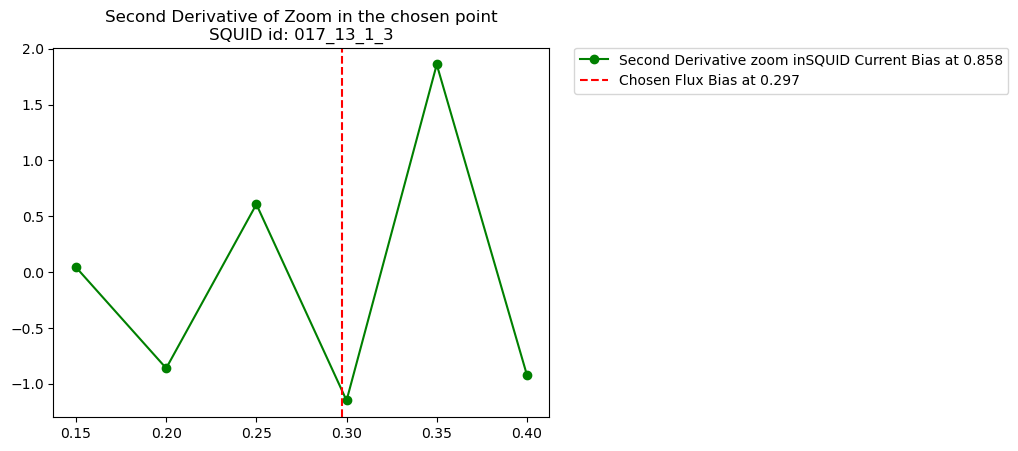 Second Derivative of Zoom in the chosen point
SQUID id: 017_13_1_3
Second Derivative zoom inSQUID Current Bias at 0.858
Chosen Flux Bias at 0.297
2.0
1.5
1.0
0.5
0.0
−0.5
−1.0
0.15 0.20 0.25 0.30 0.35 0.40